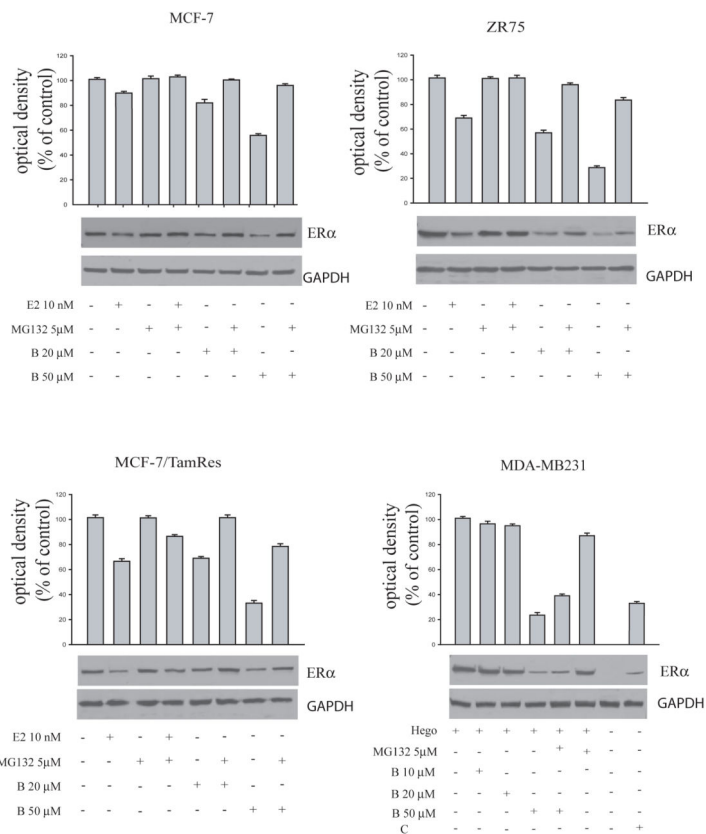 MCF-7
optical density
(% of control)
120
100
80
60
40
20
0
ERα
GAPDH
E2 10 nM - + - + - - - -
MG132 5µM - - + + - + - +
B 20 µM - - - - + + - -
B 50 µM - - - - - - + +
ZR75
optical density
(% of control)
120
100
80
60
40
20
0
ERα
GAPDH
E2 10 nM - + - + - - - -
MG132 5µM - - + + - + - +
B 20 µM - - - - + + - -
B 50 µM - - - - - - + +
MCF-7/TamRes
optical density
(% of control)
120
100
80
60
40
20
0
ERα
GAPDH
E2 10 nM - + - + - - - -
MG132 5µM - - + + - + - +
B 20 µM - - - - + + - -
B 50 µM - - - - - - + +
MDA-MB231
optical density
(% of control)
120
100
80
60
40
20
0
ERα
GAPDH
Hego + + + + + + - -
MG132 5µM - - - - + + - -
B 10 µM - + - - - - - -
B 20 µM - - + - - - - -
B 50 µM - - - + + - - -
C - - - - - - - +